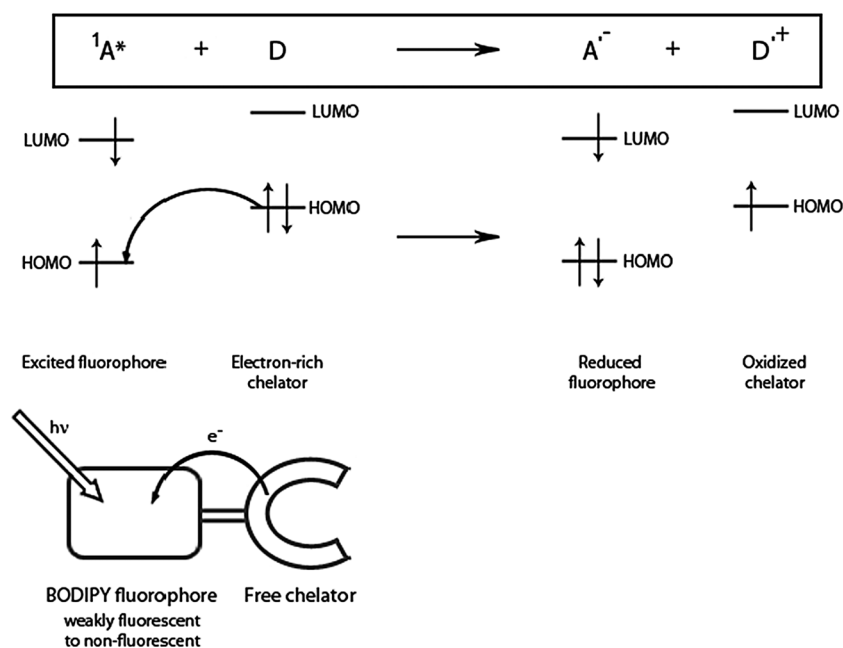 ¹A* + D A·⁻ + D·⁺
LUMO
LUMO
LUMO
LUMO
HOMO
HOMO
HOMO
HOMO
Excited fluorophore
Electron-rich
chelator
Reduced
fluorophore
Oxidized
chelator
hν
e⁻
BODIPY fluorophore
weakly fluorescent
to non-fluorescent
Free chelator